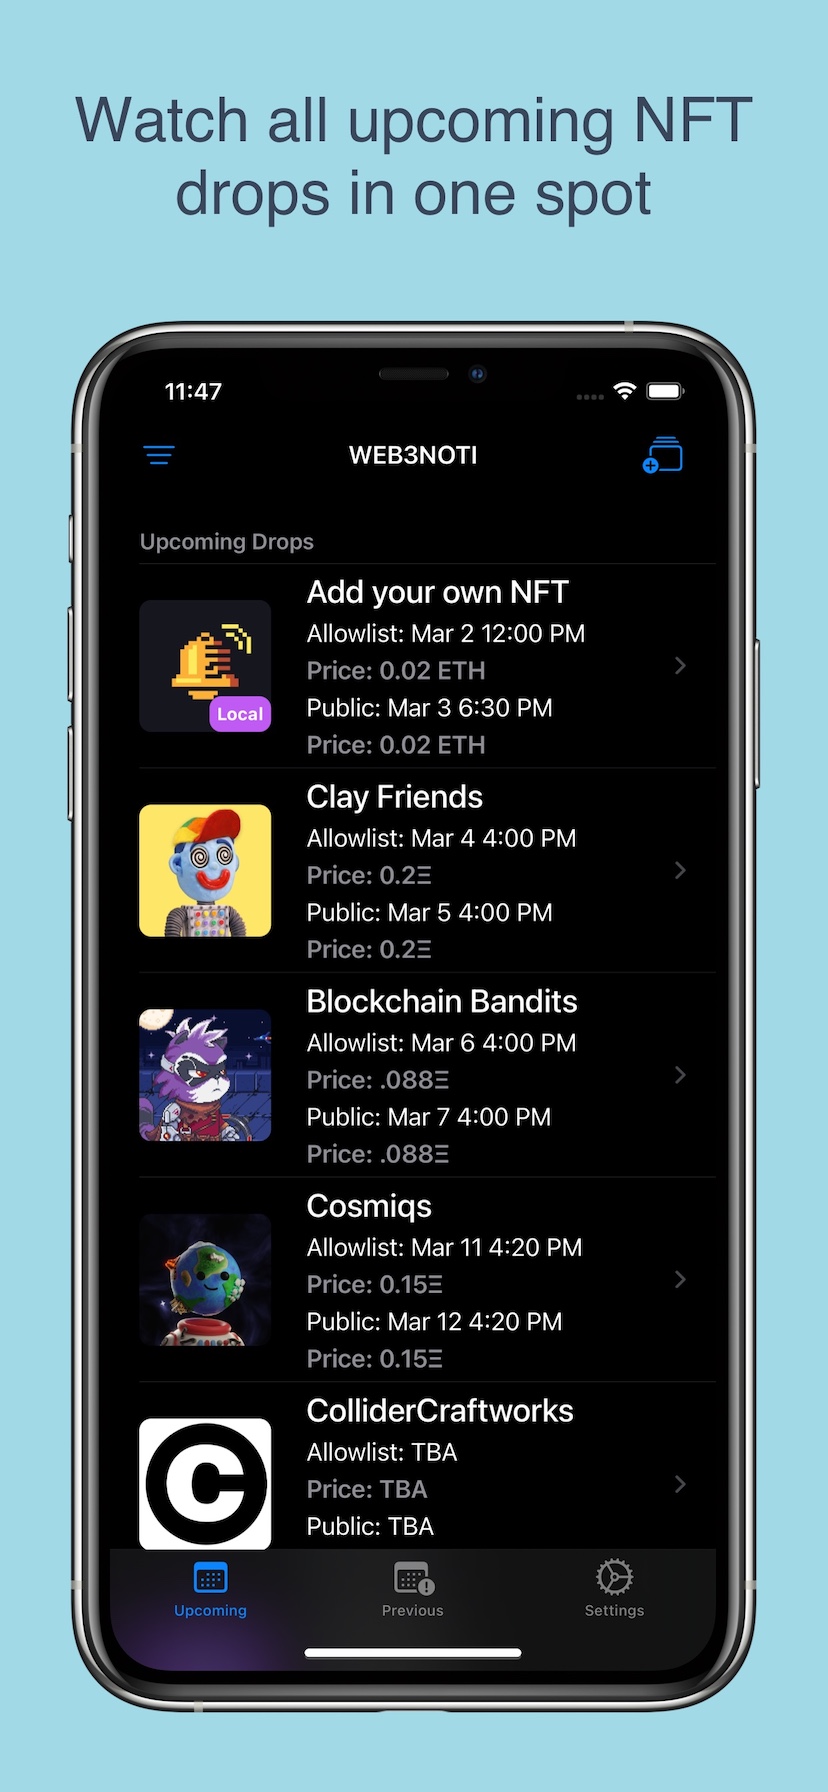 Watch all upcoming NFT
drops in one spot
11:47
WEB3NOTI
Upcoming Drops
Add your own NFT
Allowlist: Mar 2 12:00 PM
Price: 0.02 ETH
Public: Mar 3 6:30 PM
Price: 0.02 ETH
Local
Clay Friends
Allowlist: Mar 4 4:00 PM
Price: 0.2Ξ
Public: Mar 5 4:00 PM
Price: 0.2Ξ
Blockchain Bandits
Allowlist: Mar 6 4:00 PM
Price: .088Ξ
Public: Mar 7 4:00 PM
Price: .088Ξ
Cosmiqs
Allowlist: Mar 11 4:20 PM
Price: 0.15Ξ
Public: Mar 12 4:20 PM
Price: 0.15Ξ
ColliderCraftworks
Allowlist: TBA
Price: TBA
Public: TBA
C
Upcoming
Previous
Settings